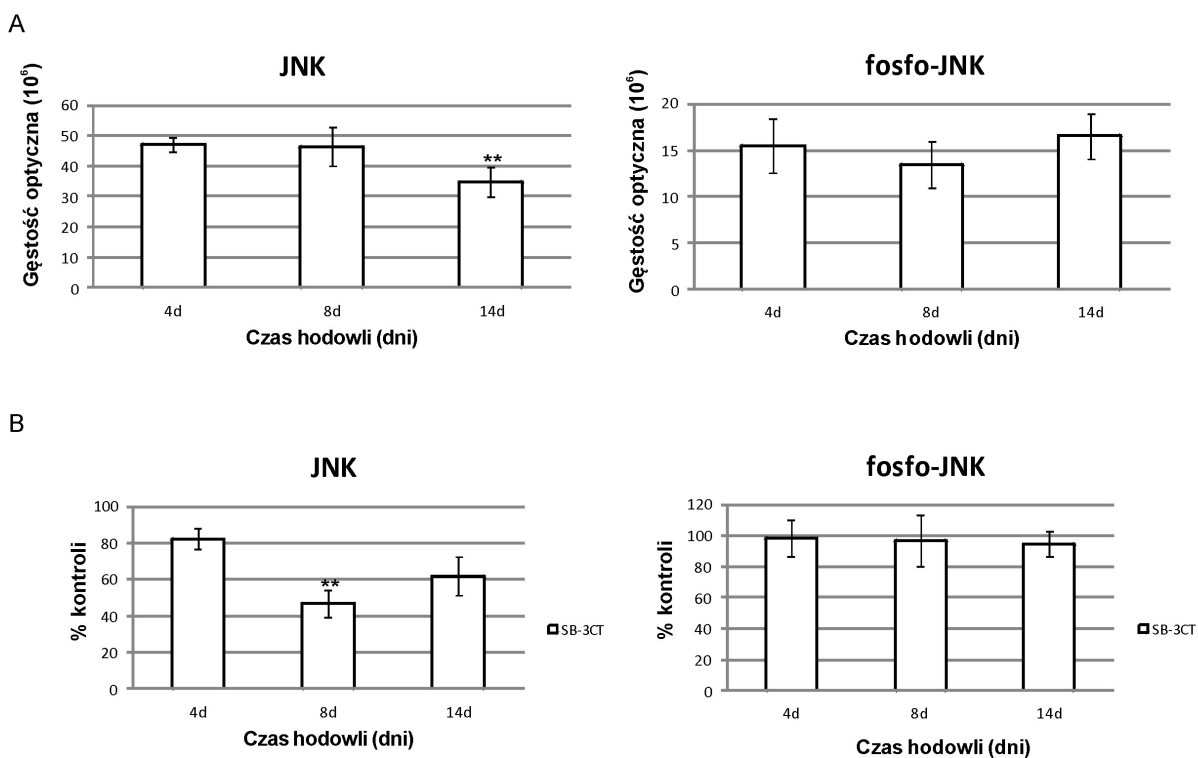 A
JNK
Gęstość optyczna (10⁶)
60
50
40
30
20
10
0
**
4d
8d
14d
Czas hodowli (dni)
fosfo-JNK
Gęstość optyczna (10⁶)
20
15
10
5
0
4d
8d
14d
Czas hodowli (dni)
B
JNK
% kontroli
100
80
60
40
20
0
**
4d
8d
14d
Czas hodowli (dni)
SB-3CT
fosfo-JNK
% kontroli
120
100
80
60
40
20
0
4d
8d
14d
Czas hodowli (dni)
SB-3CT